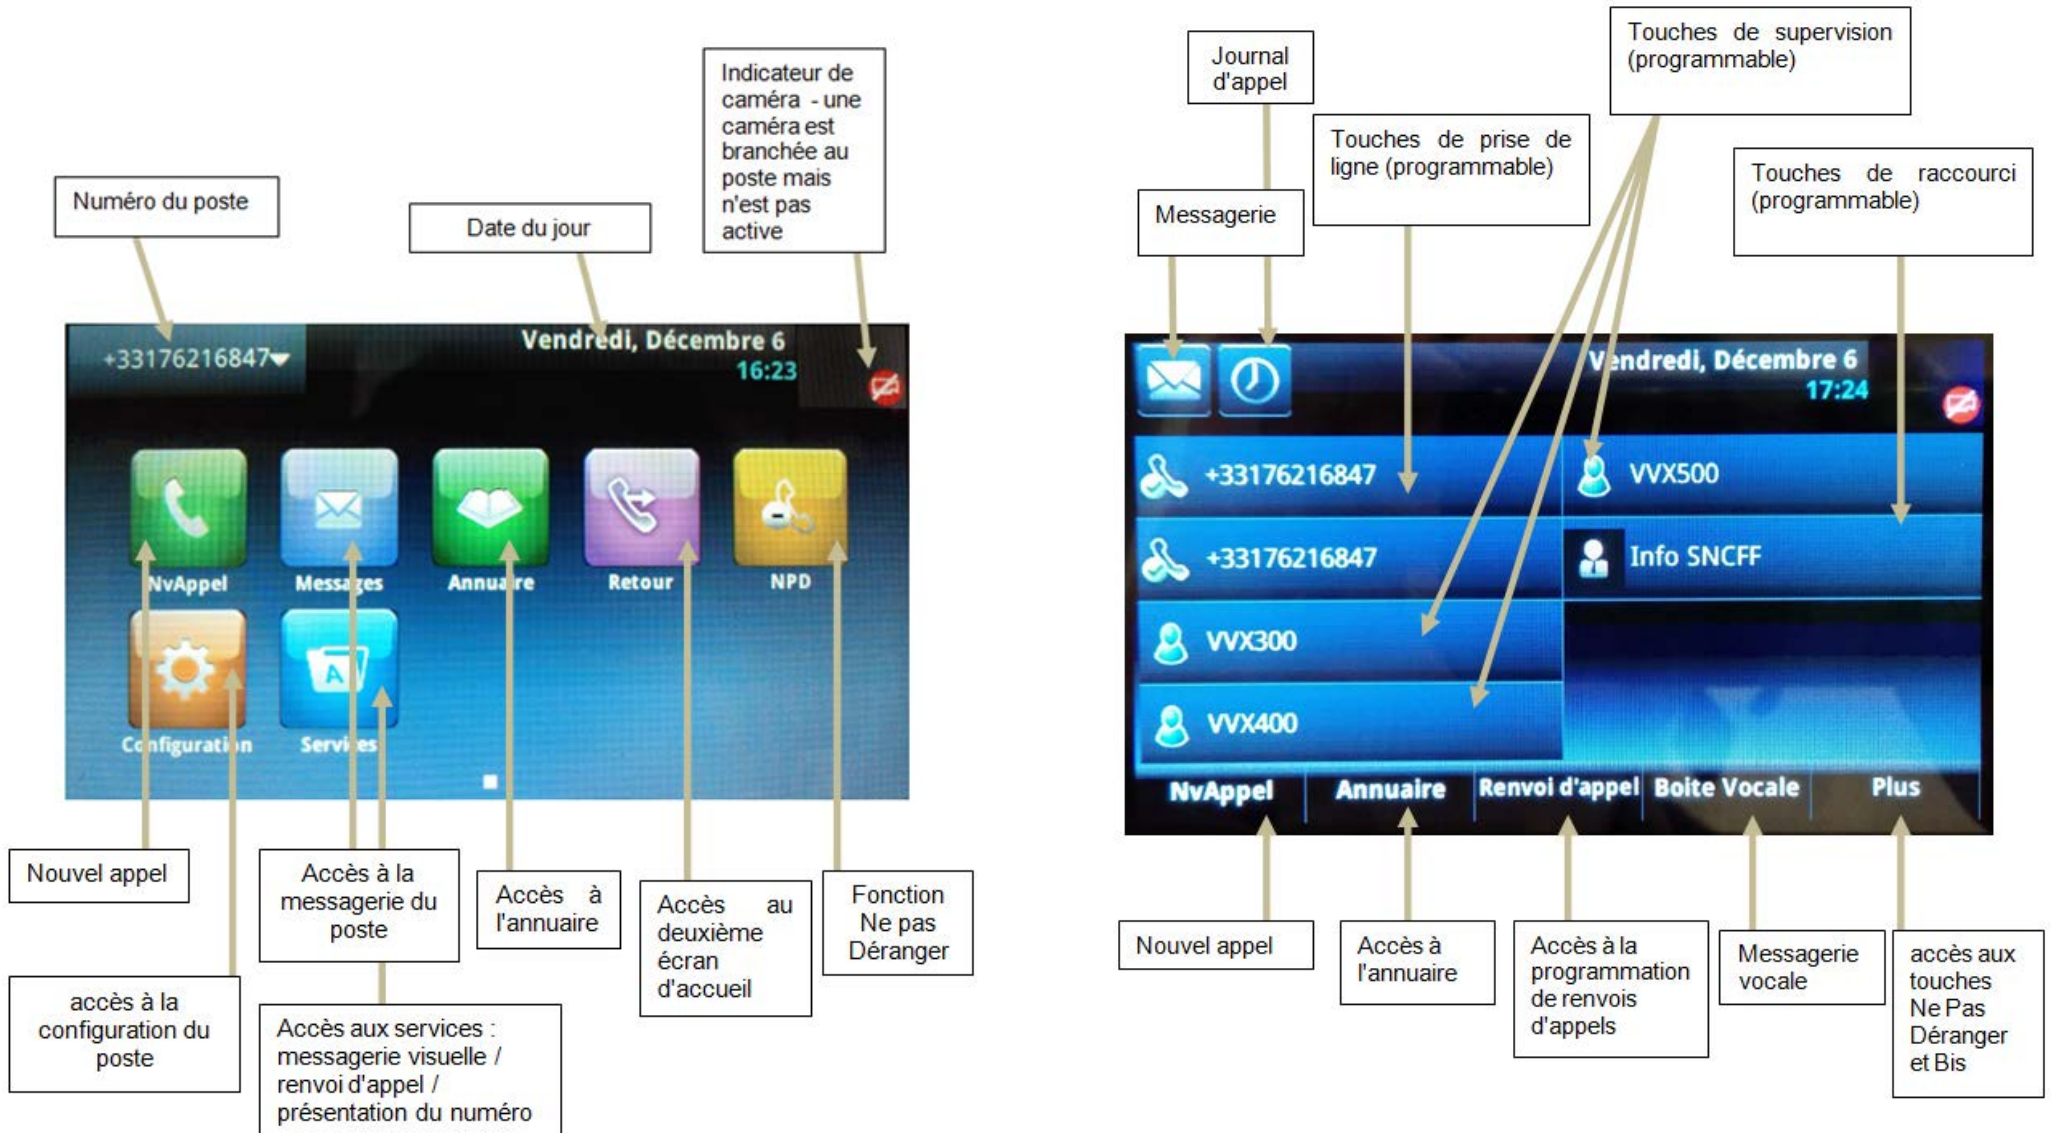 Indicateur de
caméra - une
caméra est
branchée au
poste mais
n'est pas
active
Numéro du poste
Date du jour
+33176216847
Vendredi, Décembre 6
16:23
NvAppel
Messages
Annuaire
Retour
NPD
Configuration
A
Services
Nouvel appel
Accès à la
messagerie du
poste
Accès à
l'annuaire
Accès au
deuxième
écran
d'accueil
Fonction
Ne pas
Déranger
accès à la
configuration du
poste
Accès aux services :
messagerie visuelle /
renvoi d'appel /
présentation du numéro
Journal
d'appel
Touches de supervision
(programmable)
Touches de prise de
ligne (programmable)
Touches de raccourci
(programmable)
Messagerie
Vendredi, Décembre 6
17:24
+33176216847
VVX500
+33176216847
Info SNCFF
VVX300
VVX400
NvAppel
Annuaire
Renvoi d'appel
Boite Vocale
Plus
Nouvel appel
Accès à
l'annuaire
Accès à la
programmation
de renvois
d'appels
Messagerie
vocale
accès aux
touches
Ne Pas
Déranger
et Bis